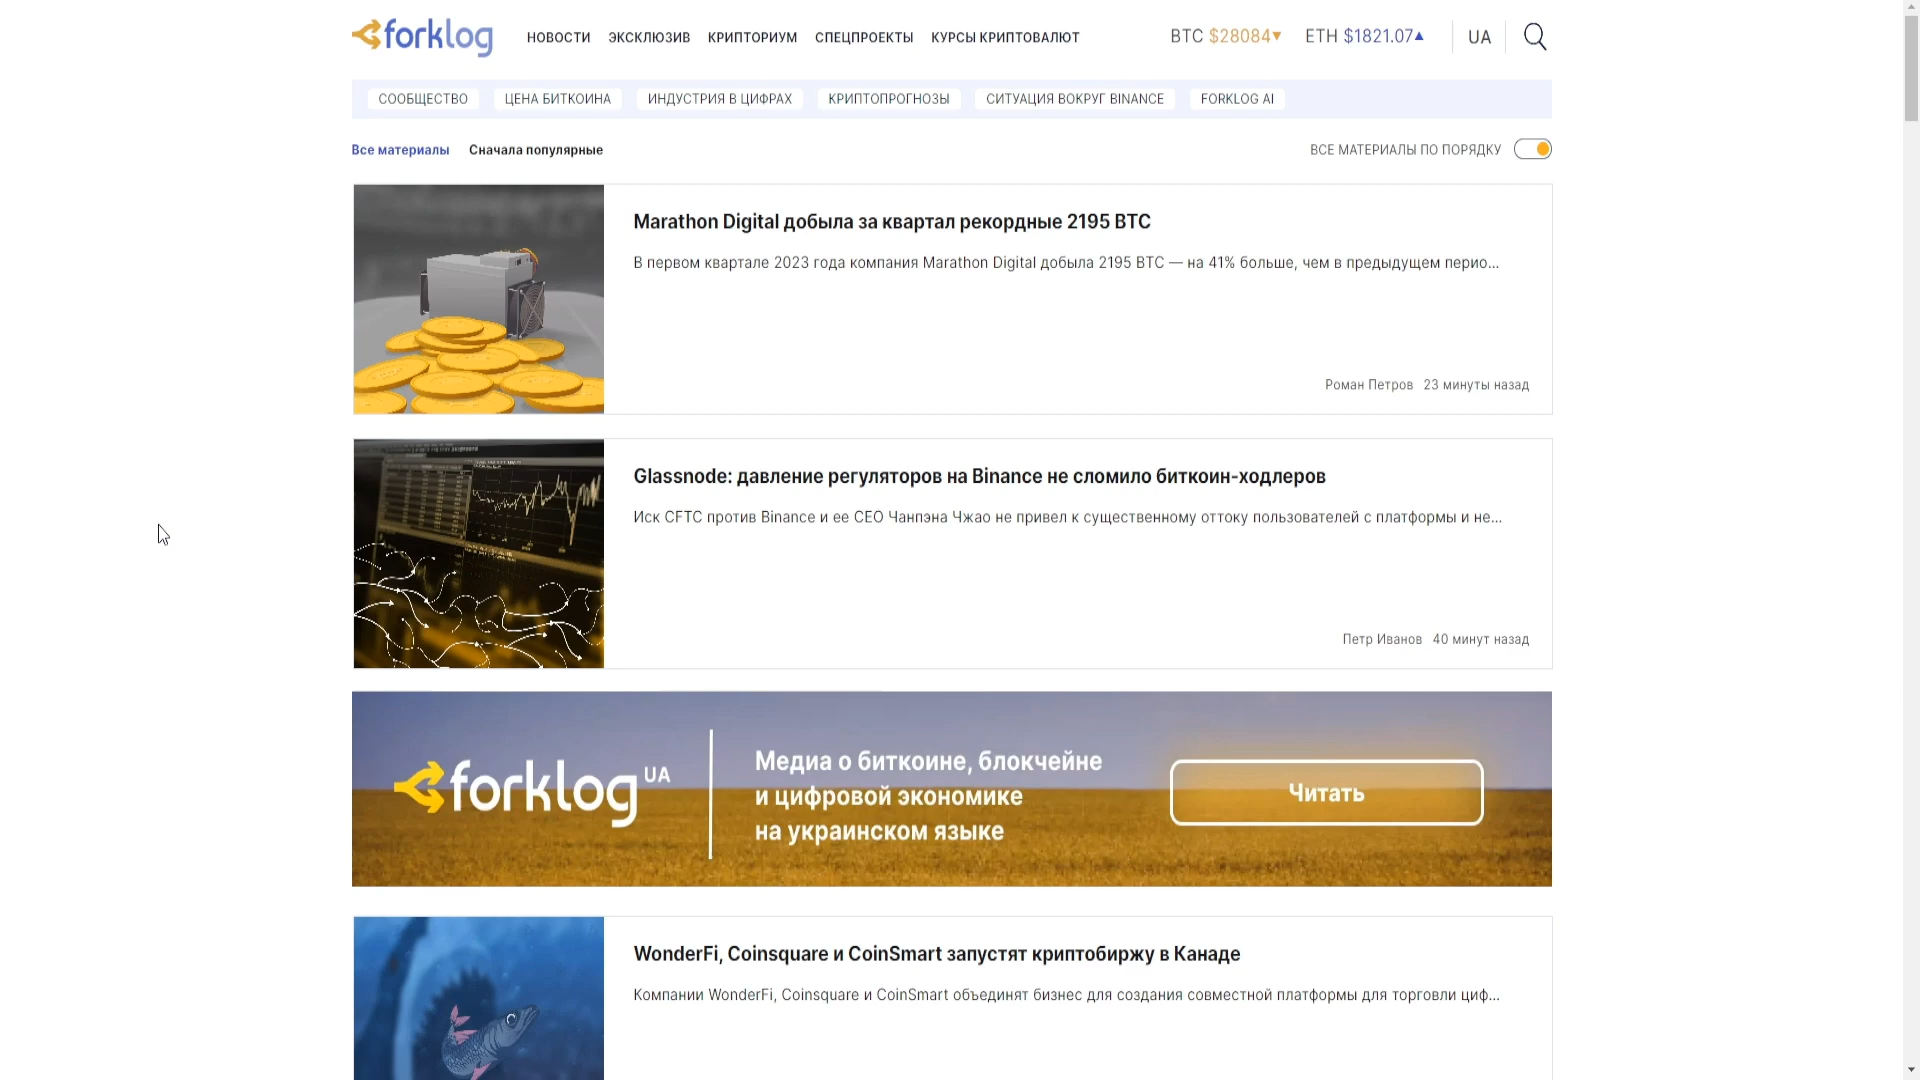 forklog
НОВОСТИ ЭКСКЛЮЗИВ КРИПТОРИУМ СПЕЦПРОЕКТЫ КУРСЫ КРИПТОВАЛЮТ
BTC $28084▼ ETH $1821.07▲ UA
СООБЩЕСТВО ЦЕНА БИТКОИНА ИНДУСТРИЯ В ЦИФРАХ КРИПТОПРОГНОЗЫ СИТУАЦИЯ ВОКРУГ BINANCE FORKLOG AI
Все материалы Сначала популярные
ВСЕ МАТЕРИАЛЫ ПО ПОРЯДКУ
Marathon Digital добыла за квартал рекордные 2195 BTC
В первом квартале 2023 года компания Marathon Digital добыла 2195 BTC — на 41% больше, чем в предыдущем перио...
Роман Петров 23 минуты назад
Glassnode: давление регуляторов на Binance не сломило биткоин-ходлеров
Иск CFTC против Binance и ее CEO Чанпэна Чжао не привел к существенному оттоку пользователей с платформы и не...
Петр Иванов 40 минут назад
forklog UA
Медиа о биткоине, блокчейне
и цифровой экономике
на украинском языке
Читать
WonderFi, Coinsquare и CoinSmart запустят криптобиржу в Канаде
Компании WonderFi, Coinsquare и CoinSmart объединят бизнес для создания совместной платформы для торговли циф...